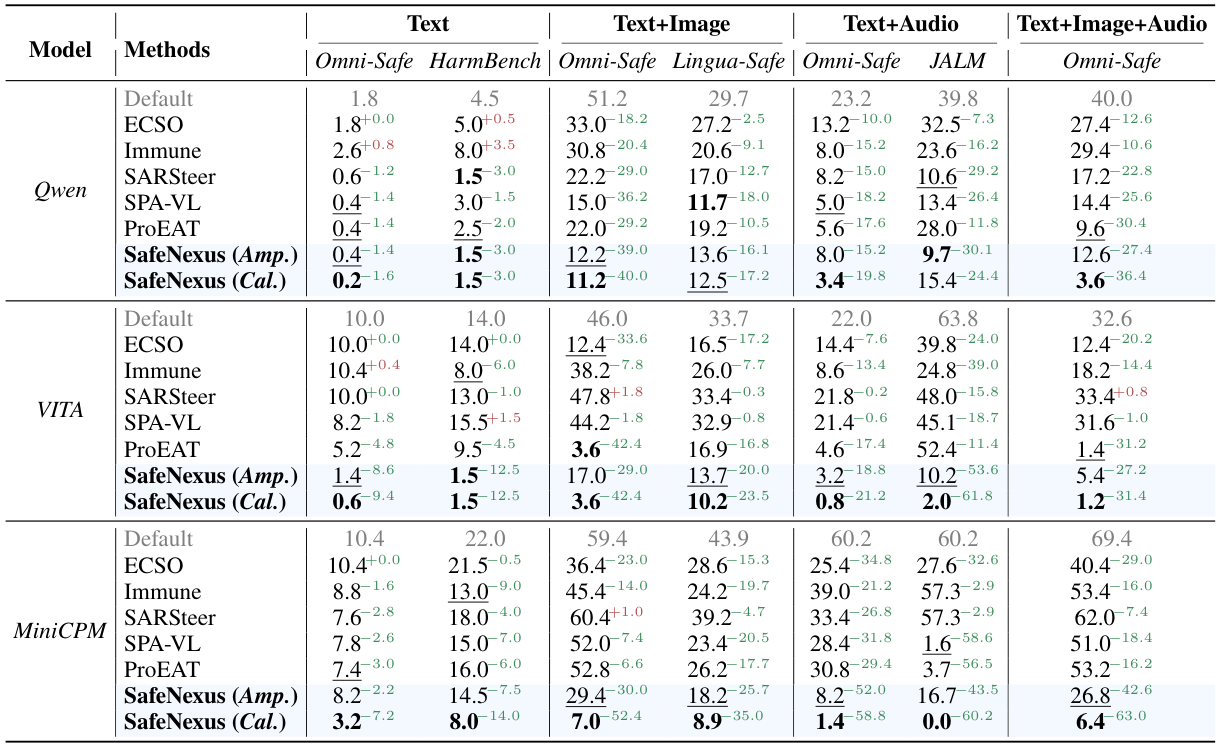 Model Methods Text Text+Image Text+Audio Text+Image+Audio
Omni-Safe HarmBench Omni-Safe Lingua-Safe Omni-Safe JALM Omni-Safe
Default 1.8 4.5 51.2 29.7 23.2 39.8 40.0
ECSO 1.8+0.0 5.0+0.5 33.0−18.2 27.2−2.5 13.2−10.0 32.5−7.3 27.4−12.6
Immune 2.6+0.8 8.0+3.5 30.8−20.4 20.6−9.1 8.0−15.2 23.6−16.2 29.4−10.6
SARSteer 0.6−1.2 1.5−3.0 22.2−29.0 17.0−12.7 8.2−15.0 10.6−29.2 17.2−22.8
Qwen SPA-VL 0.4−1.4 3.0−1.5 15.0−36.2 11.7−18.0 5.0−18.2 13.4−26.4 14.4−25.6
ProEAT 0.4−1.4 2.5−2.0 22.0−29.2 19.2−10.5 5.6−17.6 28.0−11.8 9.6−30.4
SafeNexus (Amp.) 0.4−1.4 1.5−3.0 12.2−39.0 13.6−16.1 8.0−15.2 9.7−30.1 12.6−27.4
SafeNexus (Cal.) 0.2−1.6 1.5−3.0 11.2−40.0 12.5−17.2 3.4−19.8 15.4−24.4 3.6−36.4
Default 10.0 14.0 46.0 33.7 22.0 63.8 32.6
ECSO 10.0+0.0 14.0+0.0 12.4−33.6 16.5−17.2 14.4−7.6 39.8−24.0 12.4−20.2
Immune 10.4+0.4 8.0−6.0 38.2−7.8 26.0−7.7 8.6−13.4 24.8−39.0 18.2−14.4
SARSteer 10.0+0.0 13.0−1.0 47.8+1.8 33.4−0.3 21.8−0.2 48.0−15.8 33.4+0.8
VITA SPA-VL 8.2−1.8 15.5+1.5 44.2−1.8 32.9−0.8 21.4−0.6 45.1−18.7 31.6−1.0
ProEAT 5.2−4.8 9.5−4.5 3.6−42.4 16.9−16.8 4.6−17.4 52.4−11.4 1.4−31.2
SafeNexus (Amp.) 1.4−8.6 1.5−12.5 17.0−29.0 13.7−20.0 3.2−18.8 10.2−53.6 5.4−27.2
SafeNexus (Cal.) 0.6−9.4 1.5−12.5 3.6−42.4 10.2−23.5 0.8−21.2 2.0−61.8 1.2−31.4
Default 10.4 22.0 59.4 43.9 60.2 60.2 69.4
ECSO 10.4+0.0 21.5−0.5 36.4−23.0 28.6−15.3 25.4−34.8 27.6−32.6 40.4−29.0
Immune 8.8−1.6 13.0−9.0 45.4−14.0 24.2−19.7 39.0−21.2 57.3−2.9 53.4−16.0
SARSteer 7.6−2.8 18.0−4.0 60.4+1.0 39.2−4.7 33.4−26.8 57.3−2.9 62.0−7.4
MiniCPM SPA-VL 7.8−2.6 15.0−7.0 52.0−7.4 23.4−20.5 28.4−31.8 1.6−58.6 51.0−18.4
ProEAT 7.4−3.0 16.0−6.0 52.8−6.6 26.2−17.7 30.8−29.4 3.7−56.5 53.2−16.2
SafeNexus (Amp.) 8.2−2.2 14.5−7.5 29.4−30.0 18.2−25.7 8.2−52.0 16.7−43.5 26.8−42.6
SafeNexus (Cal.) 3.2−7.2 8.0−14.0 7.0−52.4 8.9−35.0 1.4−58.8 0.0−60.2 6.4−63.0